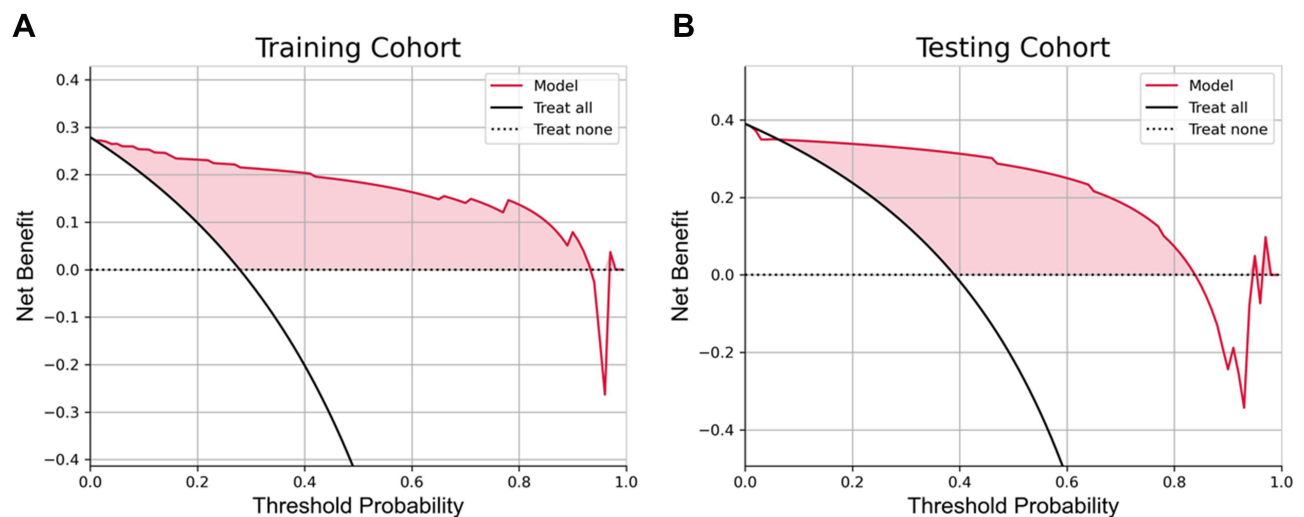 A
Training Cohort
Model
Treat all
Treat none
Net Benefit
0.4
0.3
0.2
0.1
0.0
−0.1
−0.2
−0.3
−0.4
0.0 0.2 0.4 0.6 0.8 1.0
Threshold Probability
B
Testing Cohort
Model
Treat all
Treat none
Net Benefit
0.4
0.2
0.0
−0.2
−0.4
0.0 0.2 0.4 0.6 0.8 1.0
Threshold Probability